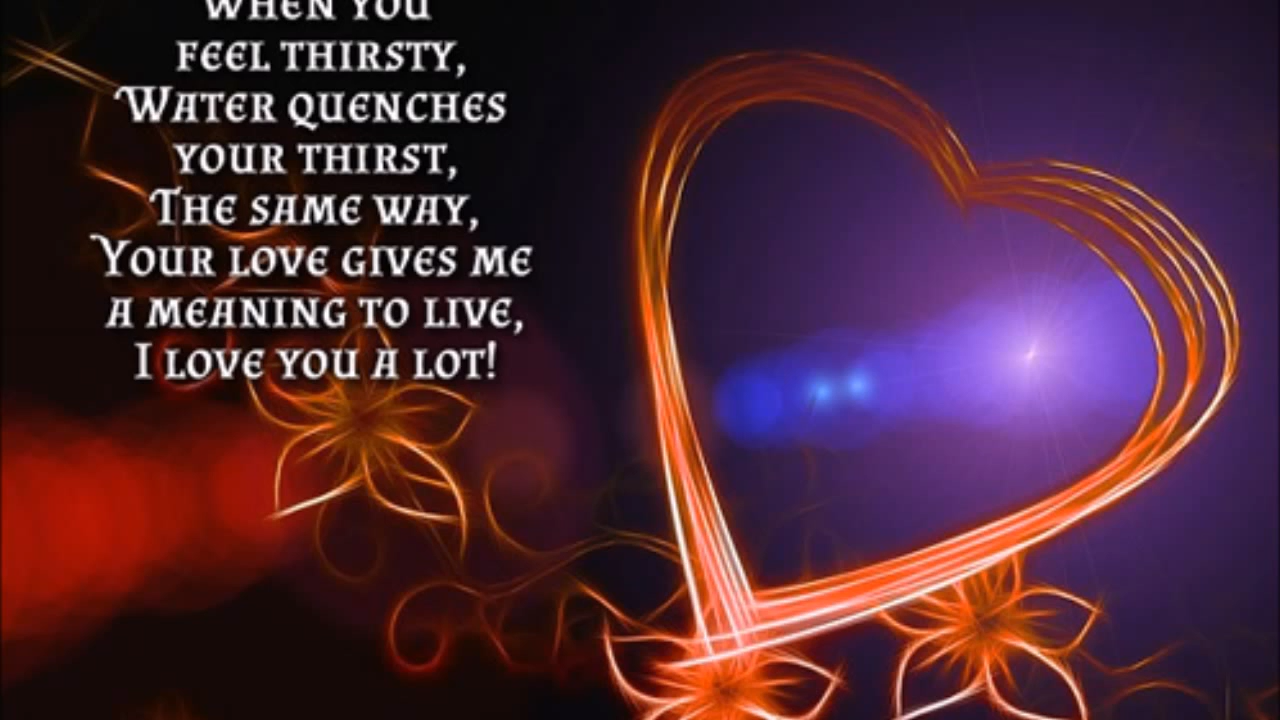 WHEN YOU
FEEL THIRSTY,
WATER QUENCHES
YOUR THIRST,
THE SAME WAY,
YOUR LOVE GIVES ME
A MEANING TO LIVE,
I LOVE YOU A LOT!